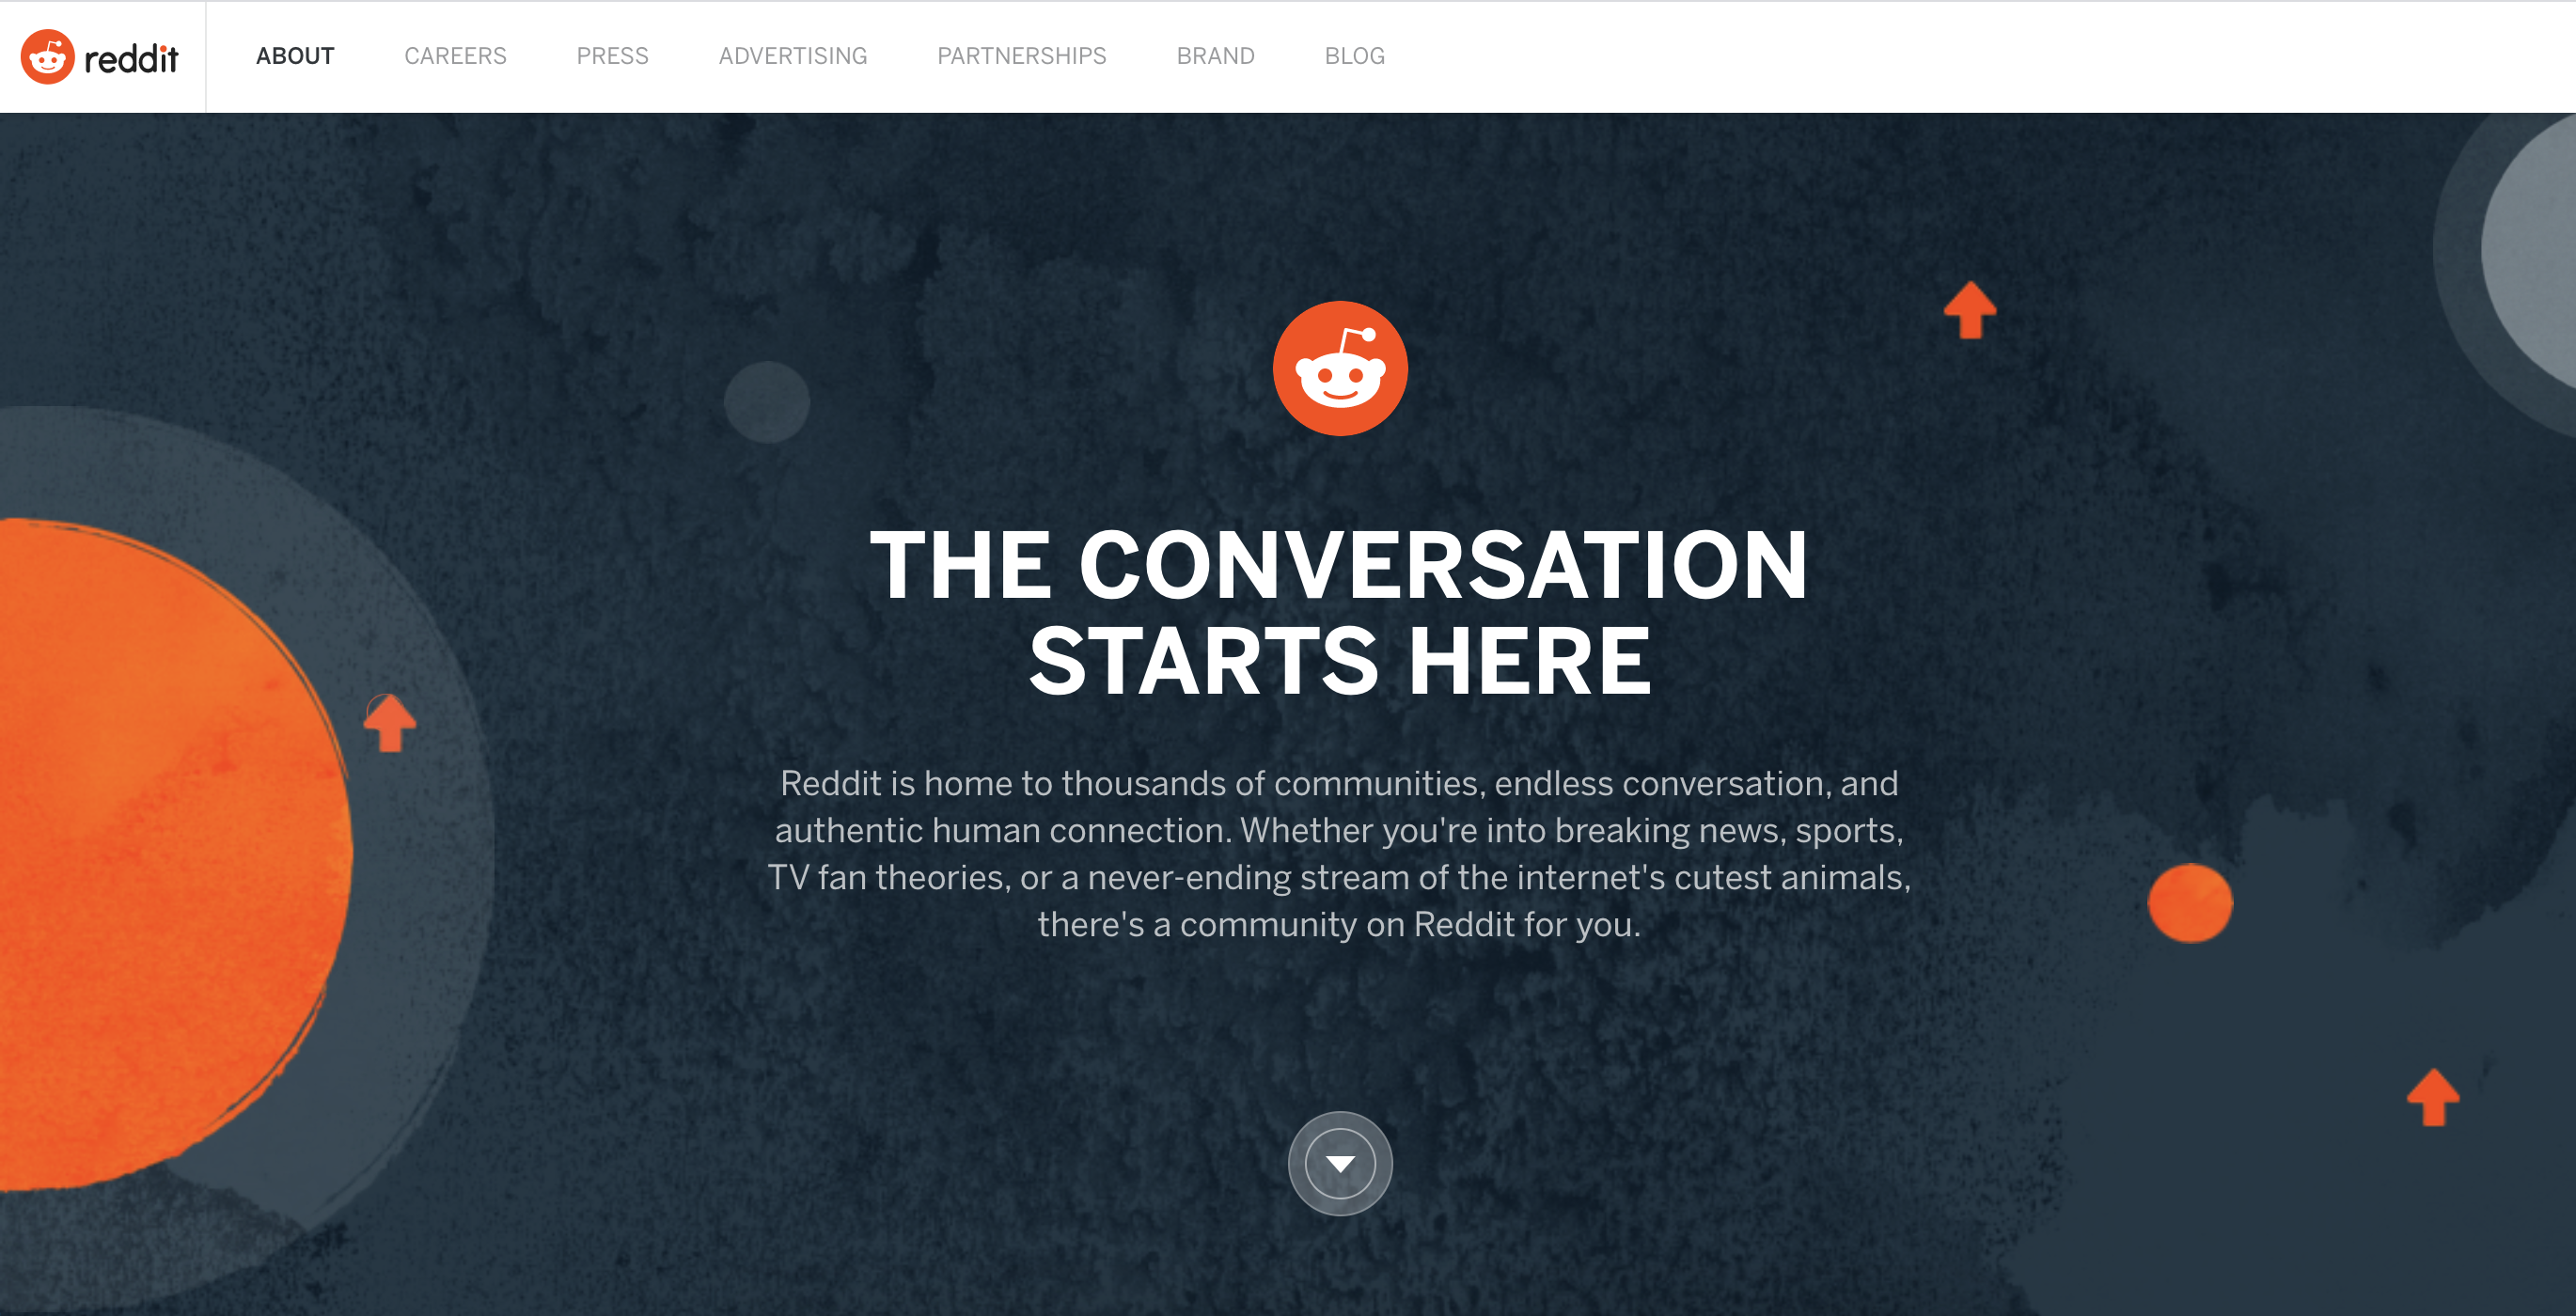 reddit
ABOUT CAREERS PRESS ADVERTISING PARTNERSHIPS BRAND BLOG
THE CONVERSATION
STARTS HERE
Reddit is home to thousands of communities, endless conversation, and
authentic human connection. Whether you're into breaking news, sports,
TV fan theories, or a never-ending stream of the internet's cutest animals,
there's a community on Reddit for you.